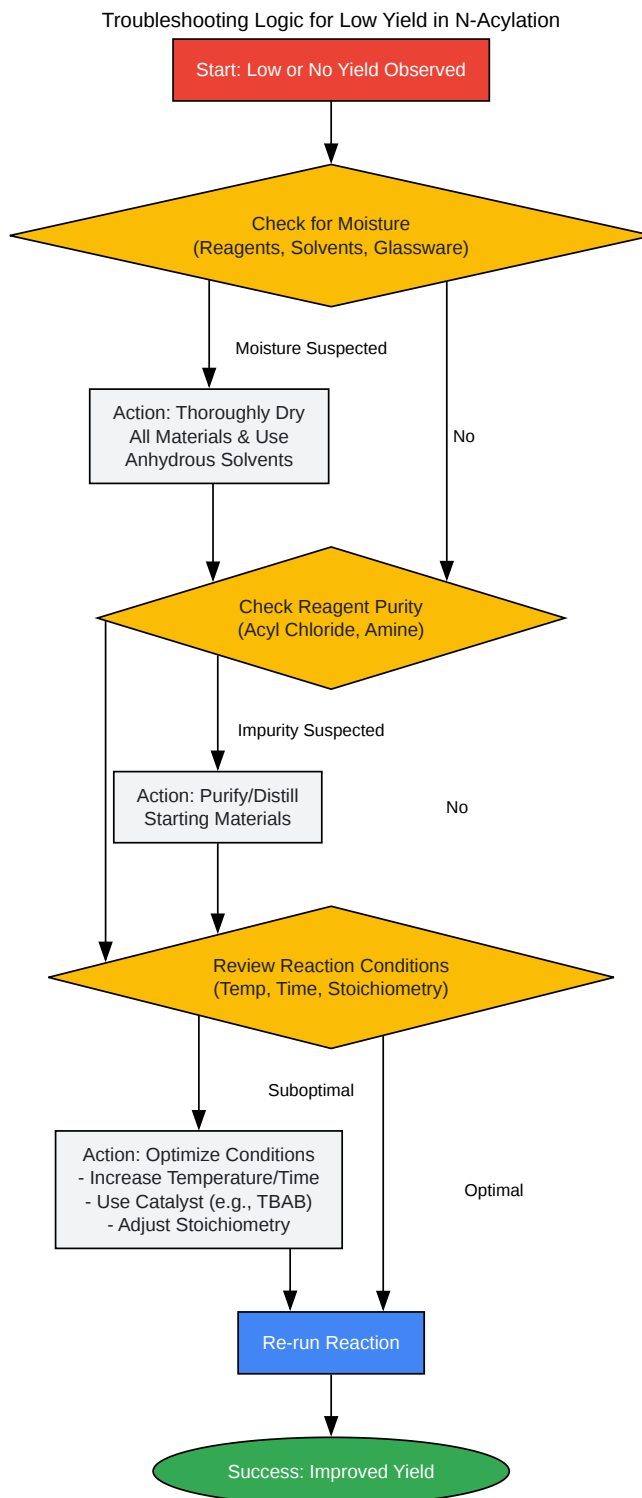 Troubleshooting Logic for Low Yield in N-Acylation
Start: Low or No Yield Observed
Check for Moisture
(Reagents, Solvents, Glassware)
Moisture Suspected
Action: Thoroughly Dry
All Materials & Use
Anhydrous Solvents
No
Check Reagent Purity
(Acyl Chloride, Amine)
Impurity Suspected
Action: Purify/Distill
Starting Materials
No
Review Reaction Conditions
(Temp, Time, Stoichiometry)
Suboptimal
Action: Optimize Conditions
- Increase Temperature/Time
- Use Catalyst (e.g., TBAB)
- Adjust Stoichiometry
Optimal
Re-run Reaction
Success: Improved Yield